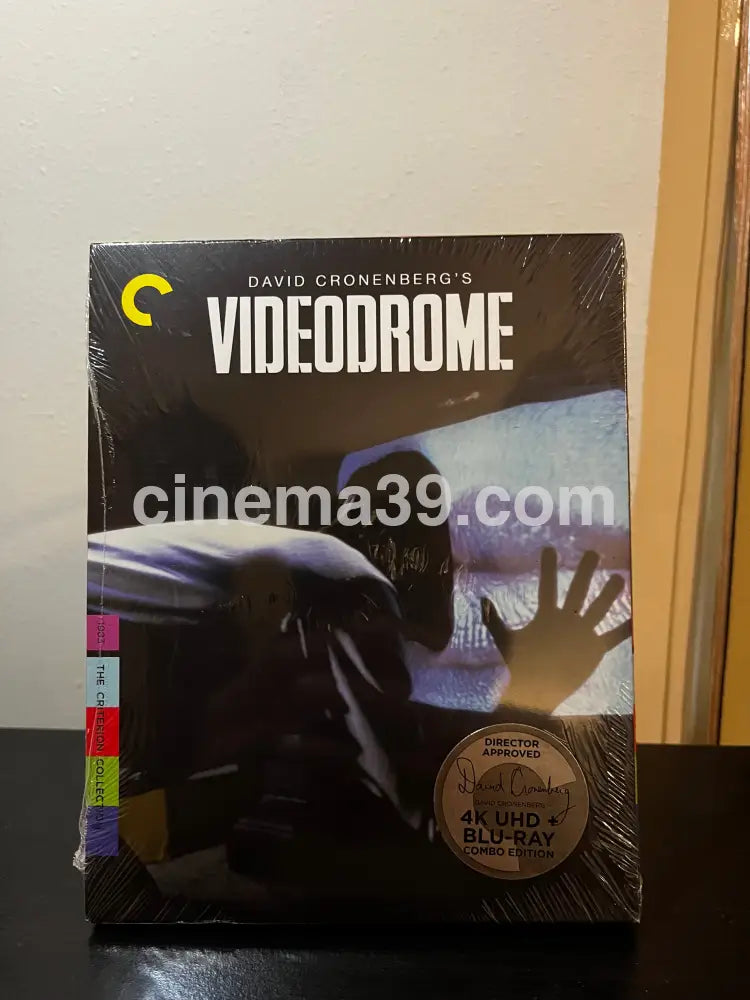 DAVID CRONENBERG'S
VIDEODROME
cinema39.com
THE CRITERION COLLECTION
DIRECTOR
APPROVED
David Cronenberg
DAVID CRONENBERG
4K UHD +
BLU-RAY
COMBO EDITION